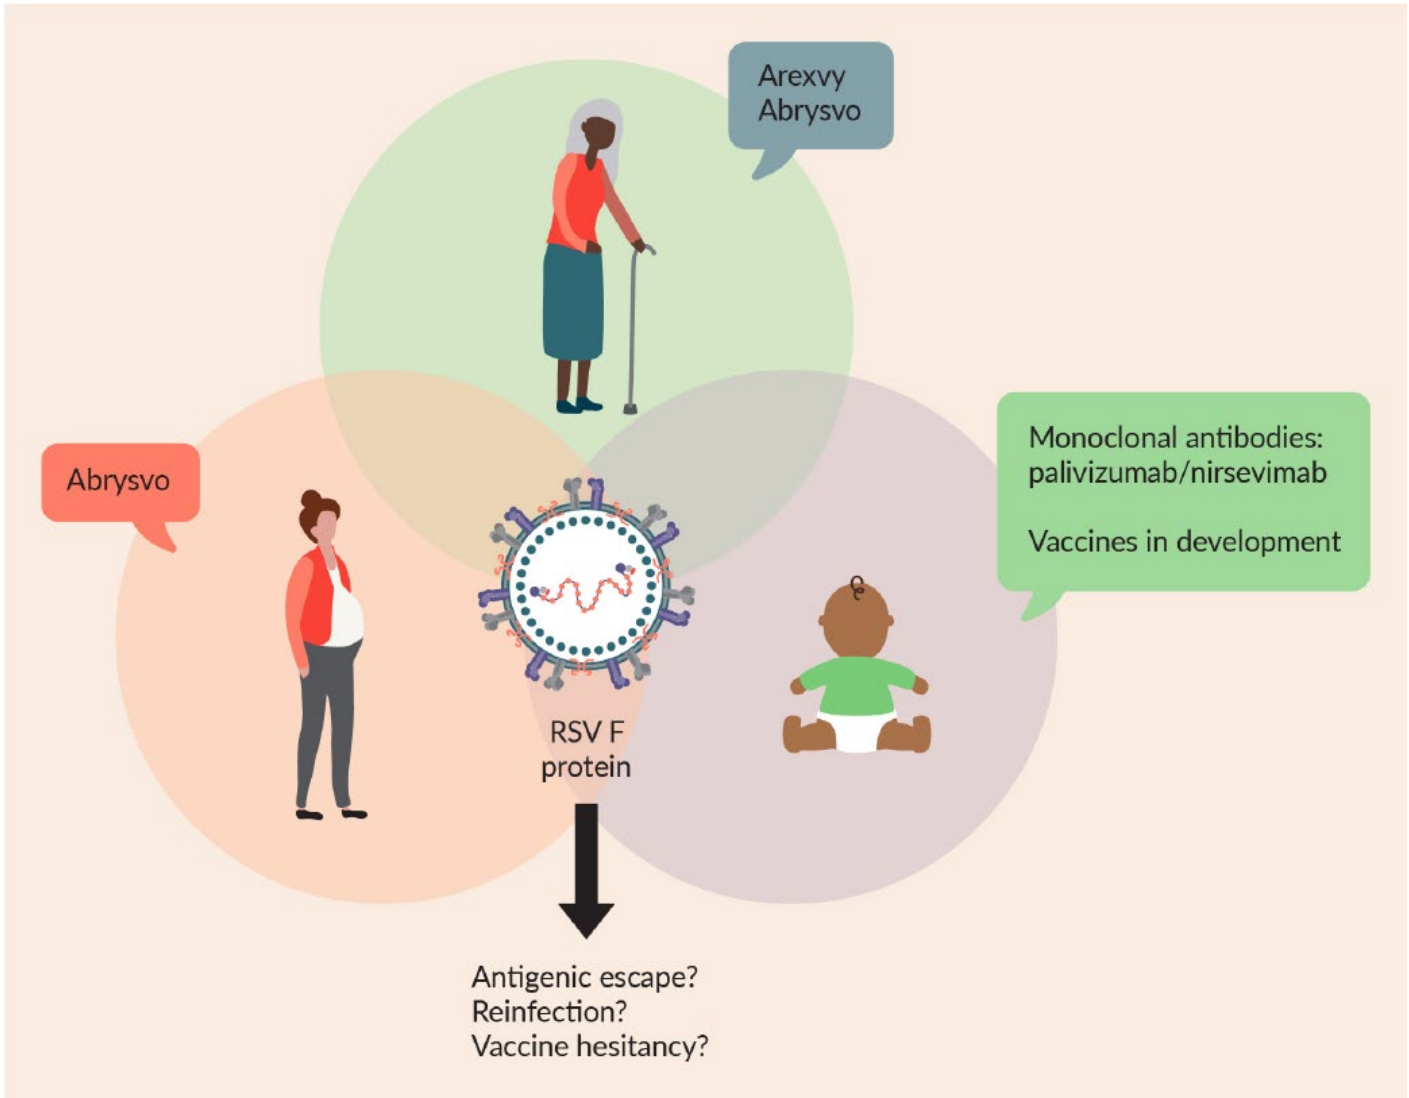 Arexvy
Abrysvo
Abrysvo
Monoclonal antibodies:
palivizumab/nirsevimab
Vaccines in development
RSV F
protein
Antigenic escape?
Reinfection?
Vaccine hesitancy?